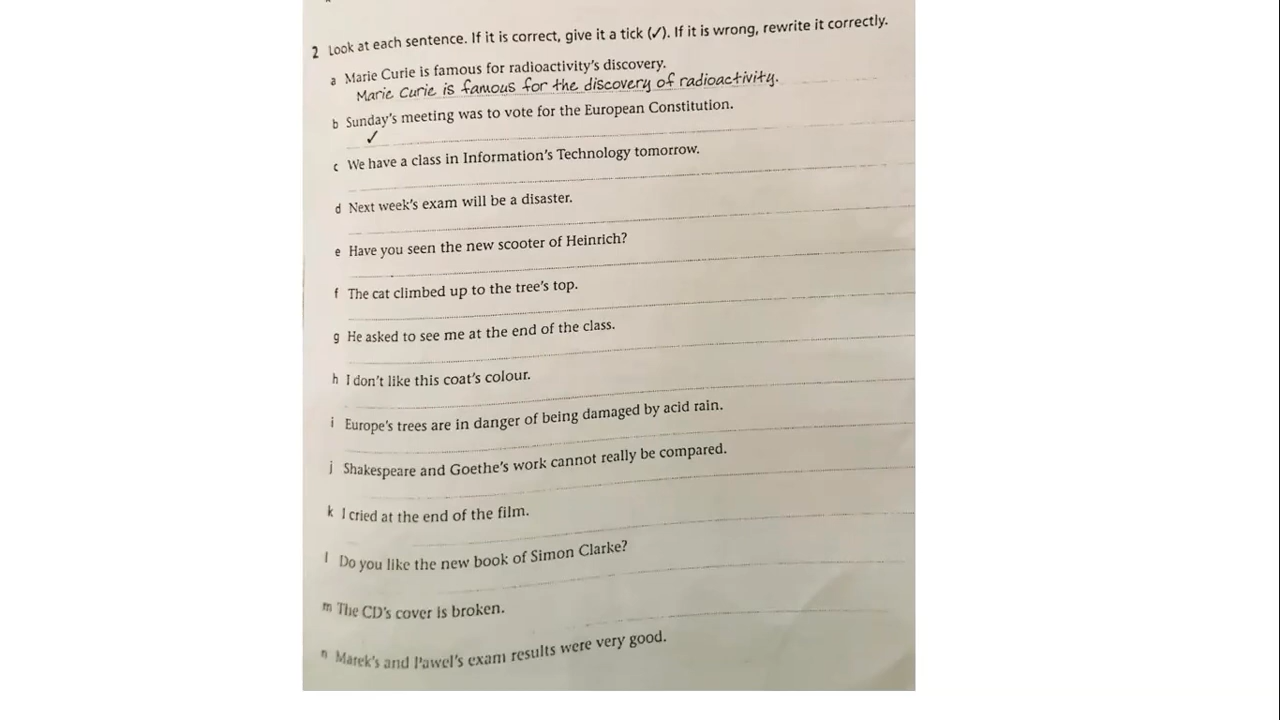 2 Look at each sentence. If it is correct, give it a tick (✓). If it is wrong, rewrite it correctly.
a Marie Curie is famous for radioactivity's discovery.
Marie Curie is famous for the discovery of radioactivity.
b Sunday's meeting was to vote for the European Constitution.
✓
c We have a class in Information's Technology tomorrow.
d Next week's exam will be a disaster.
e Have you seen the new scooter of Heinrich?
f The cat climbed up to the tree's top.
g He asked to see me at the end of the class.
h I don't like this coat's colour.
i Europe's trees are in danger of being damaged by acid rain.
j Shakespeare and Goethe's work cannot really be compared.
k I cried at the end of the film.
l Do you like the new book of Simon Clarke?
m The CD's cover is broken.
n Marek's and Pawel's exam results were very good.